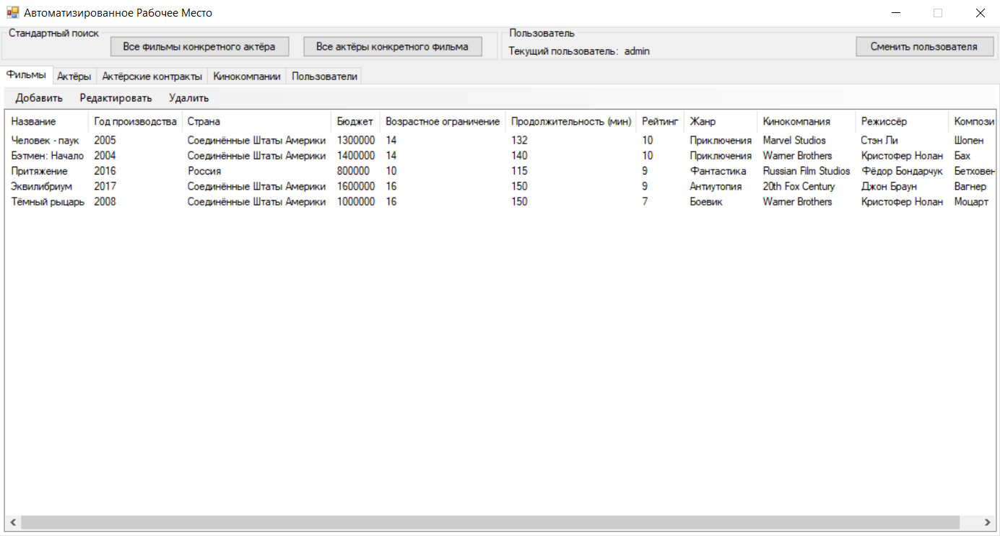 Автоматизированное Рабочее Место
Стандартный поиск
Все фильмы конкретного актёра
Все актёры конкретного фильма
Пользователь
Текущий пользователь: admin
Сменить пользователя
Фильмы Актёры Актёрские контракты Кинокомпании Пользователи
Добавить Редактировать Удалить
Название Год производства Страна Бюджет Возрастное ограничение Продолжительность (мин) Рейтинг Жанр Кинокомпания Режиссёр Компози
Человек - паук 2005 Соединённые Штаты Америки 1300000 14 132 10 Приключения Marvel Studios Стэн Ли Шопен
Бэтмен: Начало 2004 Соединённые Штаты Америки 1400000 14 140 10 Приключения Warner Brothers Кристофер Нолан Бах
Притяжение 2016 Россия 800000 10 115 9 Фантастика Russian Film Studios Фёдор Бондарчук Бетховен
Эквилибриум 2017 Соединённые Штаты Америки 1600000 16 150 9 Антиутопия 20th Fox Century Джон Браун Вагнер
Тёмный рыцарь 2008 Соединённые Штаты Америки 1000000 16 150 7 Боевик Warner Brothers Кристофер Нолан Моцарт